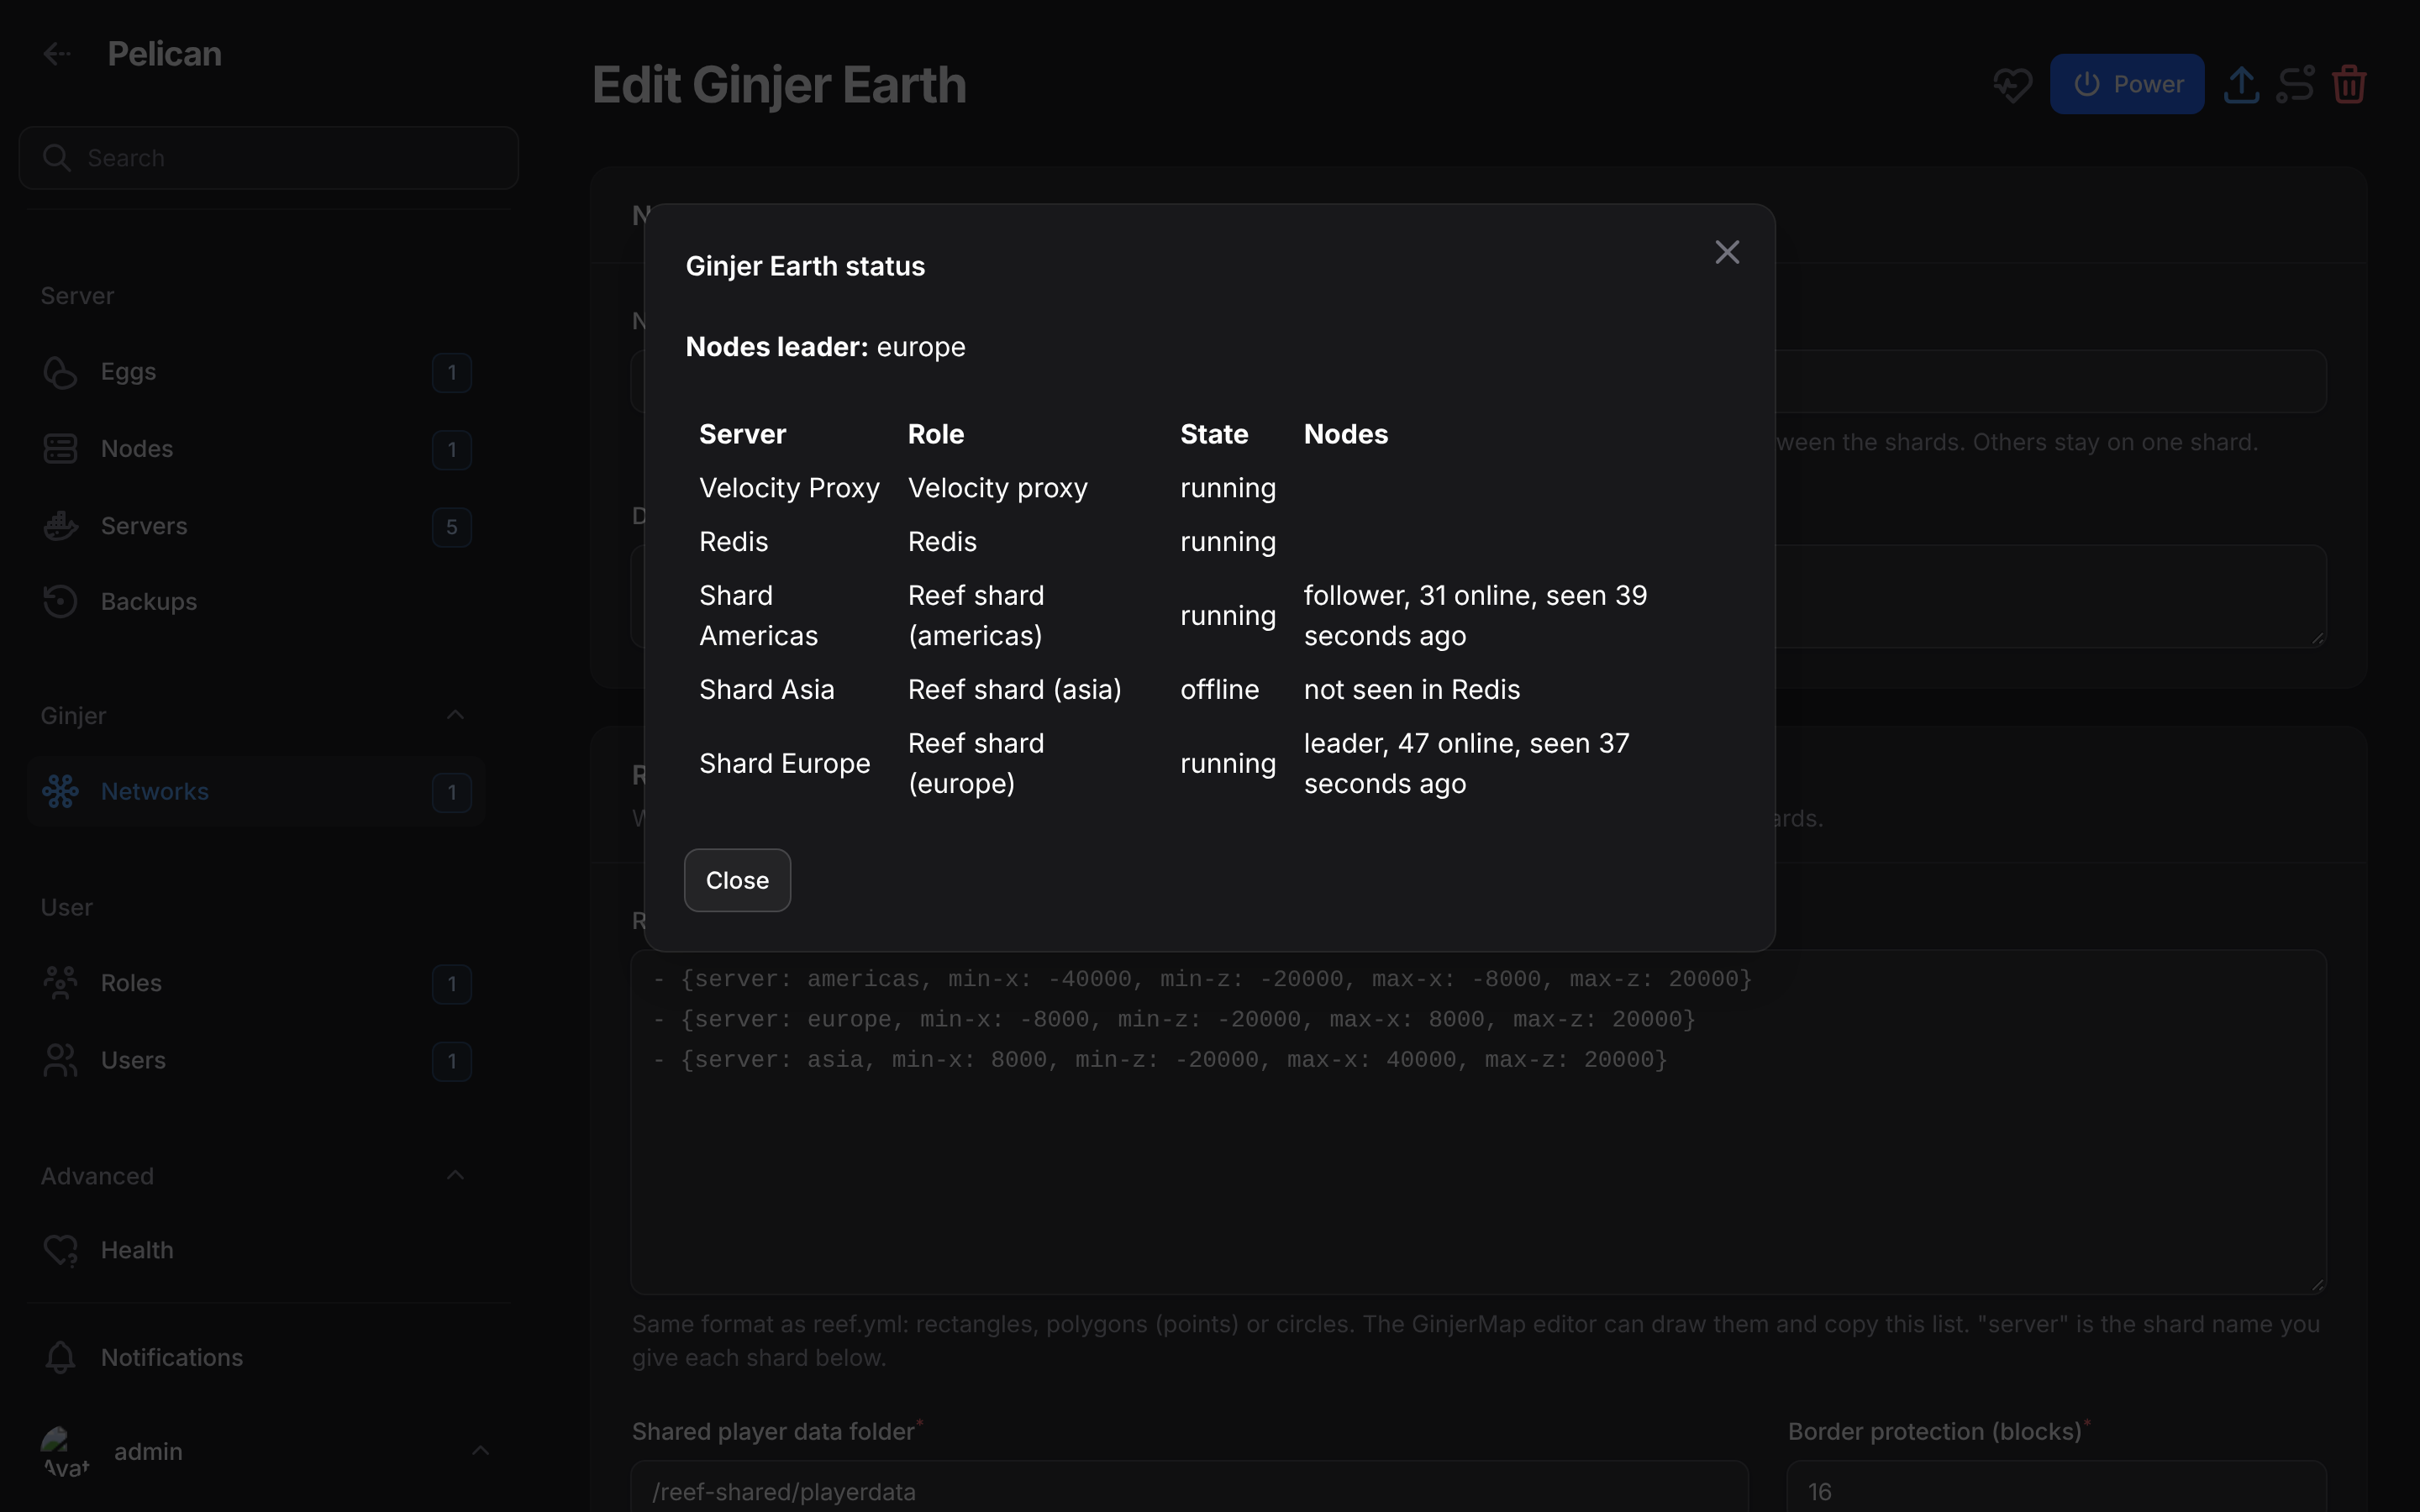 Pelican
Search
Server
Eggs
1
Nodes
1
Servers
5
Backups
Ginjer
Networks
1
User
Roles
1
Users
1
Advanced
Health
Notifications
admin
Edit Ginjer Earth
Power
Ginjer Earth status
Nodes leader: europe
Server Role State Nodes
Velocity Proxy Velocity proxy running
Redis Redis running
Shard Americas Reef shard (americas) running follower, 31 online, seen 39 seconds ago
Shard Asia Reef shard (asia) offline not seen in Redis
Shard Europe Reef shard (europe) running leader, 47 online, seen 37 seconds ago
Close
the shards. Others stay on one shard.
- {server: americas, min-x: -40000, min-z: -20000, max-x: -8000, max-z: 20000}
- {server: europe, min-x: -8000, min-z: -20000, max-x: 8000, max-z: 20000}
- {server: asia, min-x: 8000, min-z: -20000, max-x: 40000, max-z: 20000}
Same format as reef.yml: rectangles, polygons (points) or circles. The GinjerMap editor can draw them and copy this list. "server" is the shard name you
give each shard below.
Shared player data folder*
/reef-shared/playerdata
Border protection (blocks)*
16